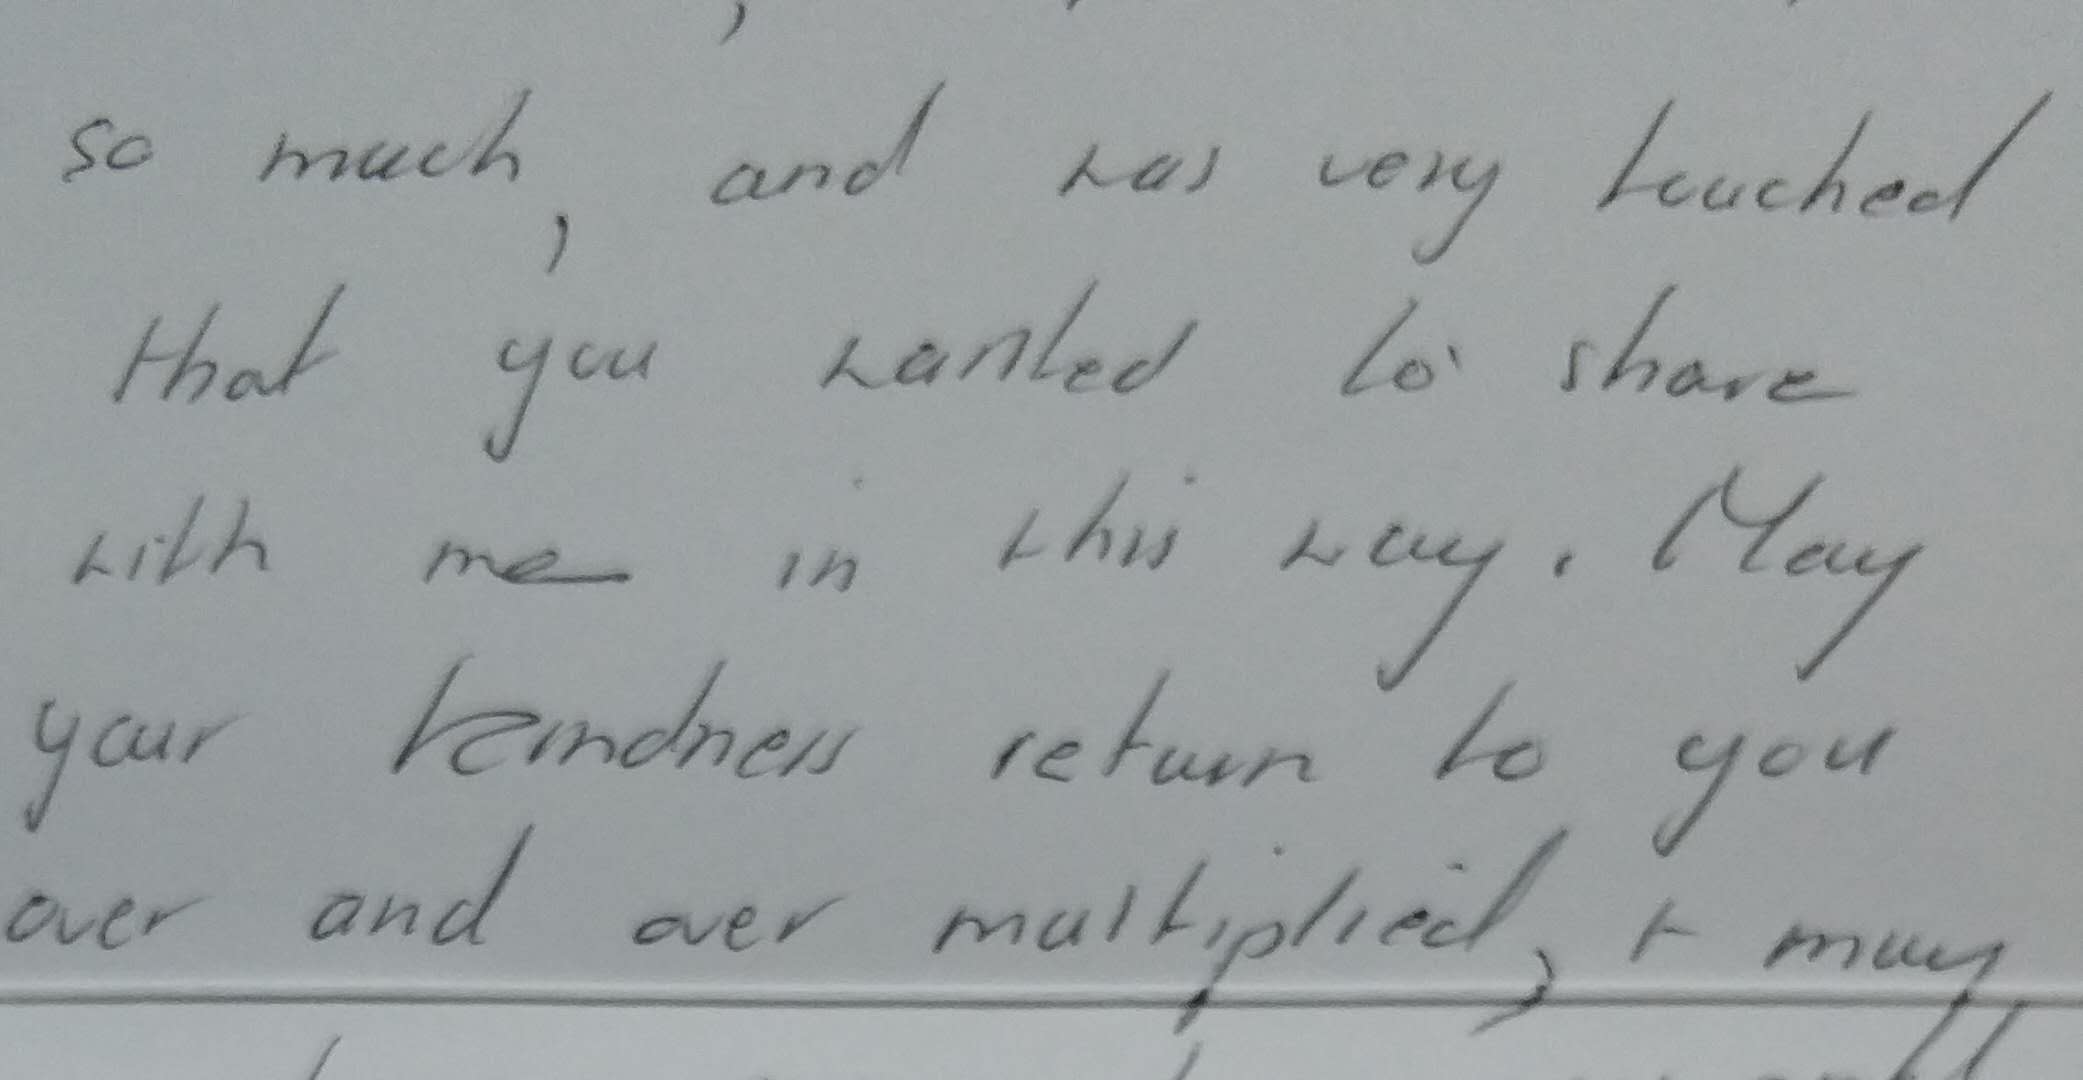 so much, and was very touched
that you wanted to share
with me in this way. May
your kindness return to you
over and over multiplied, + may